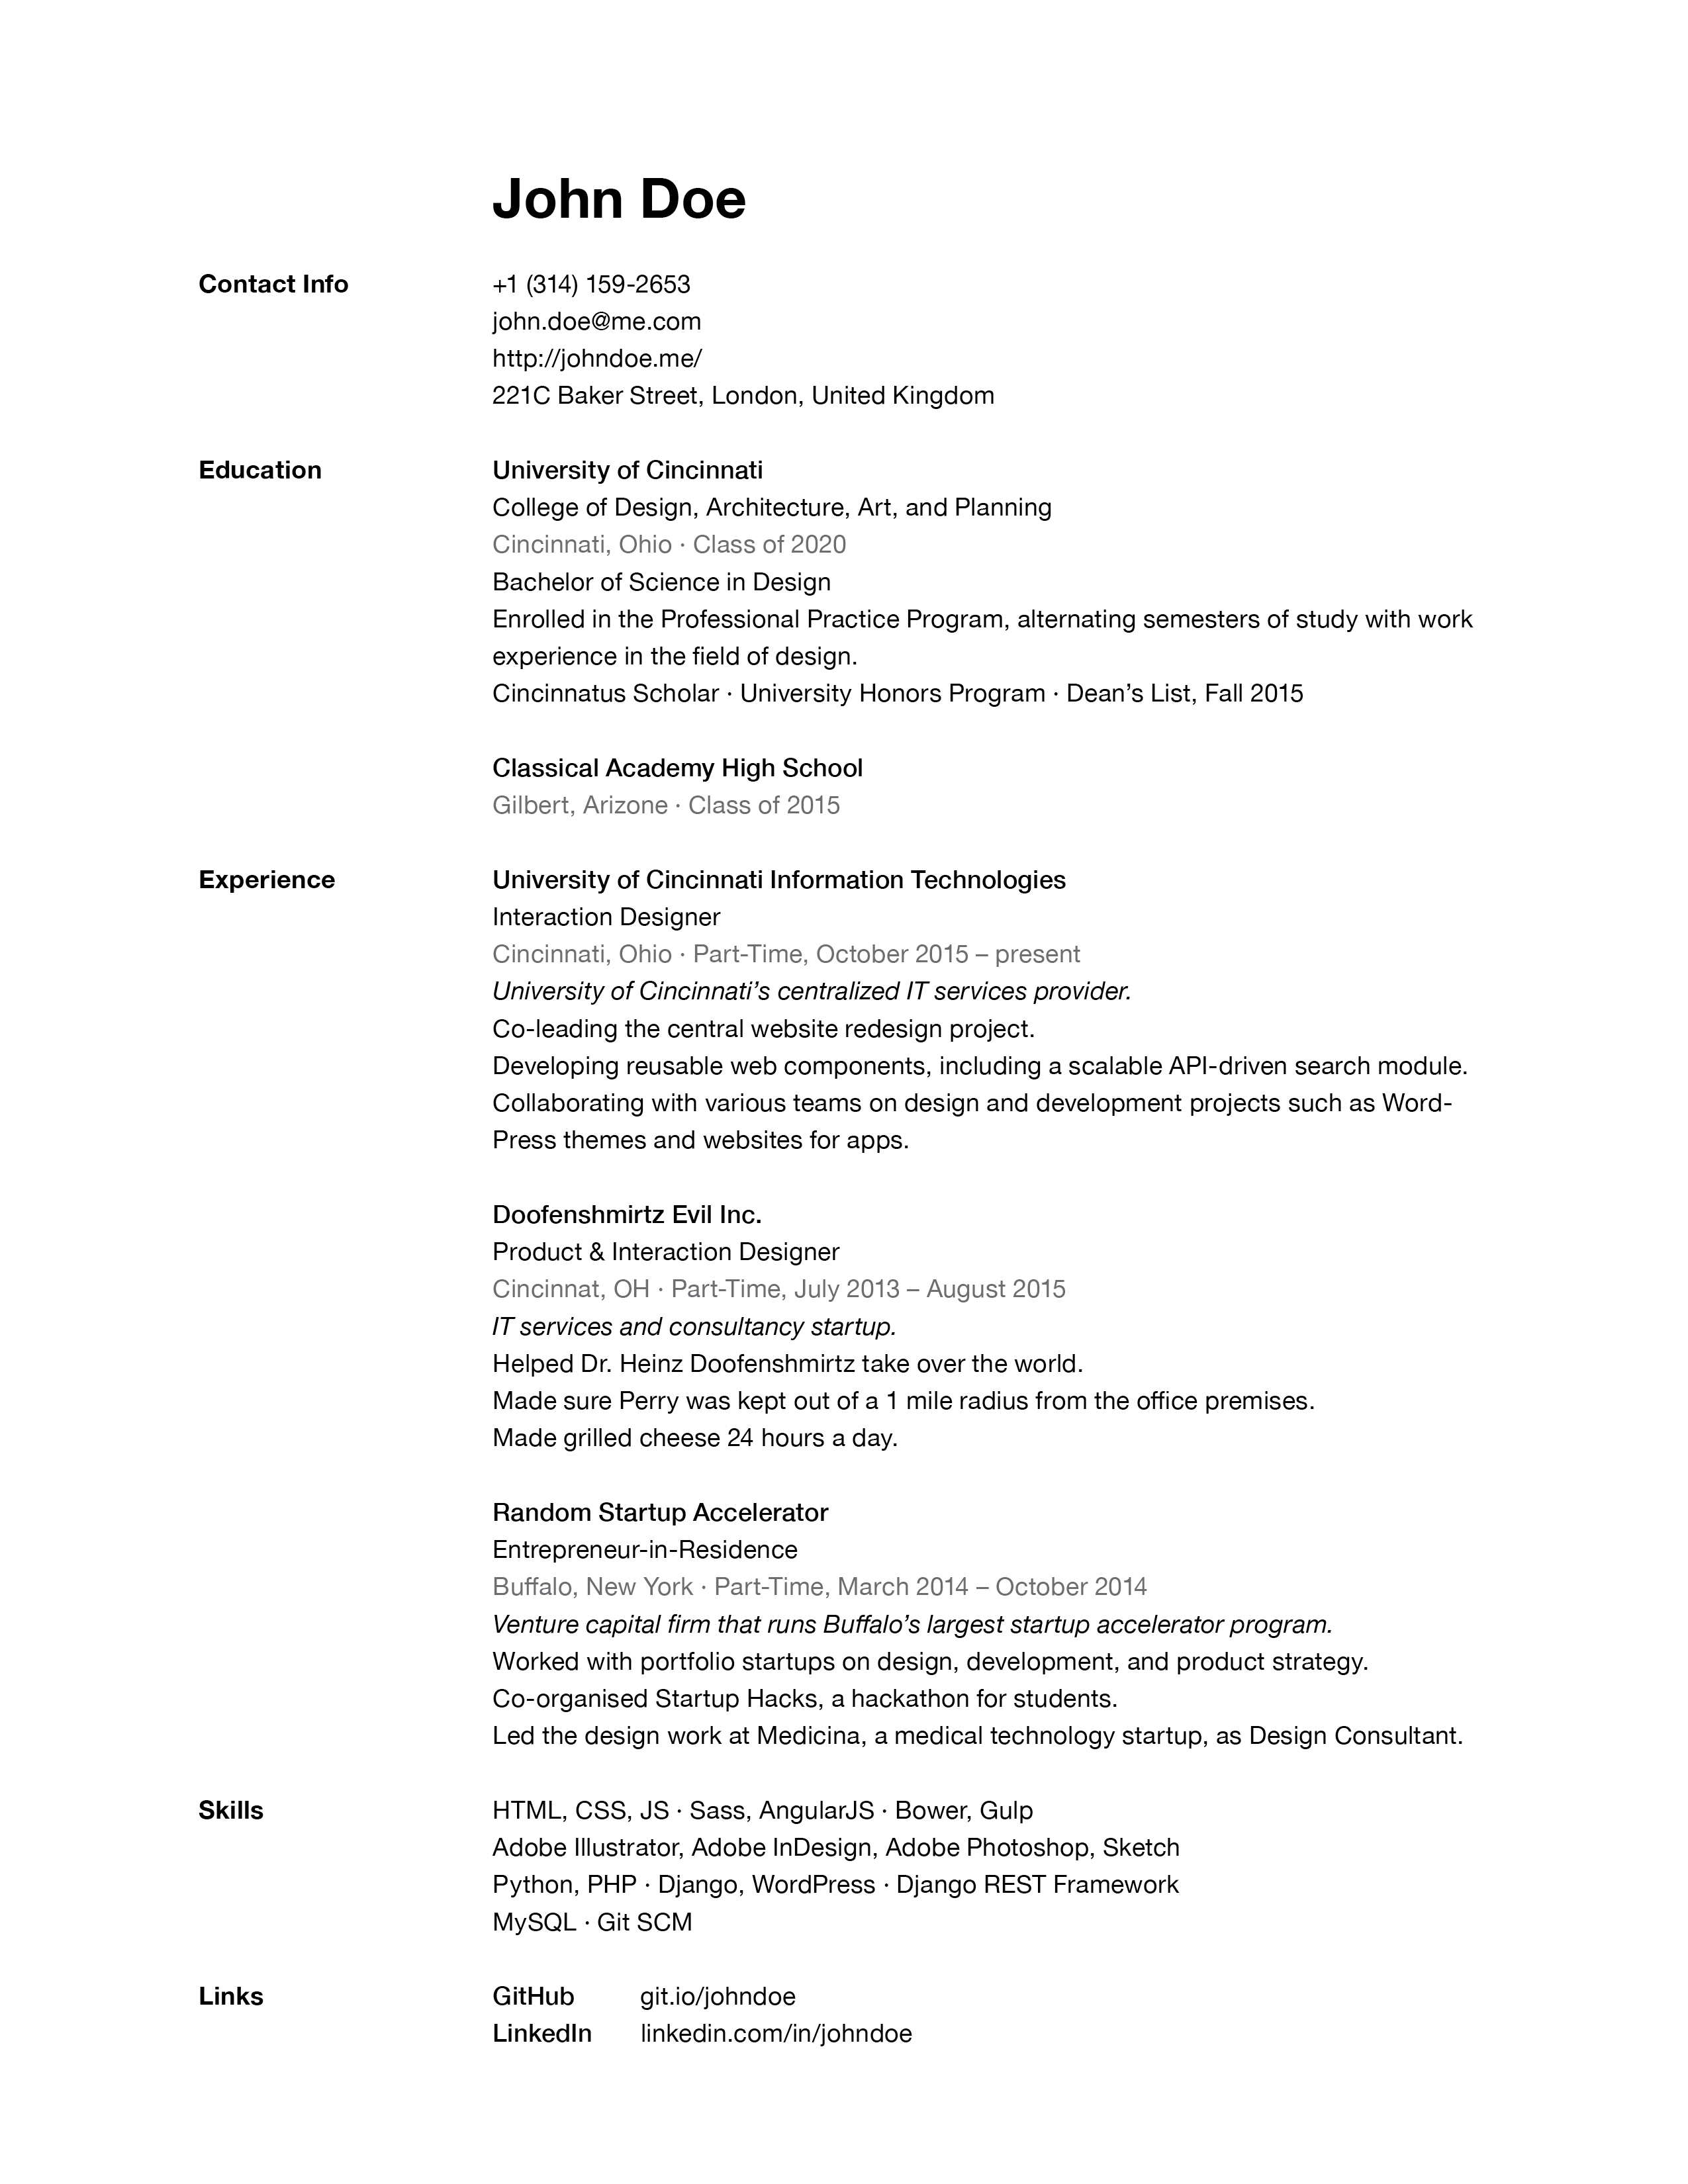 John Doe
Contact Info +1 (314) 159-2653
john.doe@me.com
http://johndoe.me/
221C Baker Street, London, United Kingdom
Education University of Cincinnati
College of Design, Architecture, Art, and Planning
Cincinnati, Ohio · Class of 2020
Bachelor of Science in Design
Enrolled in the Professional Practice Program, alternating semesters of study with work
experience in the field of design.
Cincinnatus Scholar · University Honors Program · Dean’s List, Fall 2015
Classical Academy High School
Gilbert, Arizone · Class of 2015
Experience University of Cincinnati Information Technologies
Interaction Designer
Cincinnati, Ohio · Part-Time, October 2015 – present
University of Cincinnati’s centralized IT services provider.
Co-leading the central website redesign project.
Developing reusable web components, including a scalable API-driven search module.
Collaborating with various teams on design and development projects such as Word-
Press themes and websites for apps.
Doofenshmirtz Evil Inc.
Product & Interaction Designer
Cincinnat, OH · Part-Time, July 2013 – August 2015
IT services and consultancy startup.
Helped Dr. Heinz Doofenshmirtz take over the world.
Made sure Perry was kept out of a 1 mile radius from the office premises.
Made grilled cheese 24 hours a day.
Random Startup Accelerator
Entrepreneur-in-Residence
Buffalo, New York · Part-Time, March 2014 – October 2014
Venture capital firm that runs Buffalo’s largest startup accelerator program.
Worked with portfolio startups on design, development, and product strategy.
Co-organised Startup Hacks, a hackathon for students.
Led the design work at Medicina, a medical technology startup, as Design Consultant.
Skills HTML, CSS, JS · Sass, AngularJS · Bower, Gulp
Adobe Illustrator, Adobe InDesign, Adobe Photoshop, Sketch
Python, PHP · Django, WordPress · Django REST Framework
MySQL · Git SCM
Links GitHub git.io/johndoe
LinkedIn linkedin.com/in/johndoe